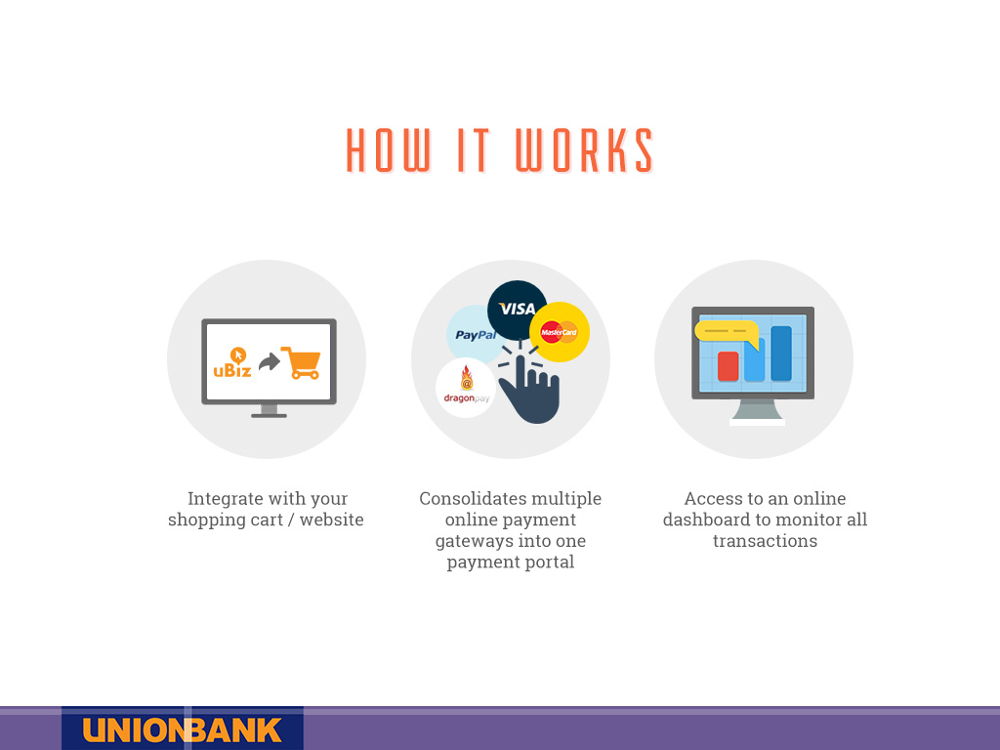 HOW IT WORKS
uBiz
VISA
PayPal
MasterCard
@
dragonpay
Integrate with your
shopping cart / website
Consolidates multiple
online payment
gateways into one
payment portal
Access to an online
dashboard to monitor all
transactions
UNIONBANK